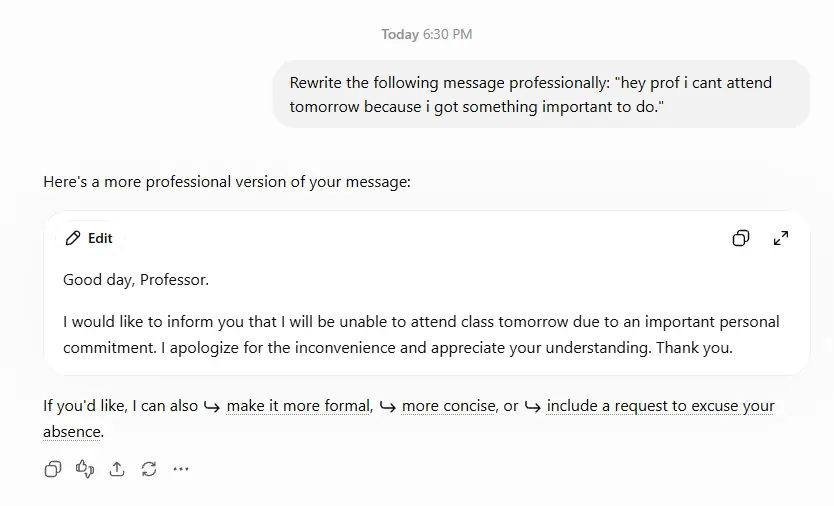 Today 6:30 PM
Rewrite the following message professionally: "hey prof i cant attend
tomorrow because i got something important to do."
Here's a more professional version of your message:
Edit
Good day, Professor.
I would like to inform you that I will be unable to attend class tomorrow due to an important personal
commitment. I apologize for the inconvenience and appreciate your understanding. Thank you.
If you'd like, I can also ↪ make it more formal, ↪ more concise, or ↪ include a request to excuse your
absence.